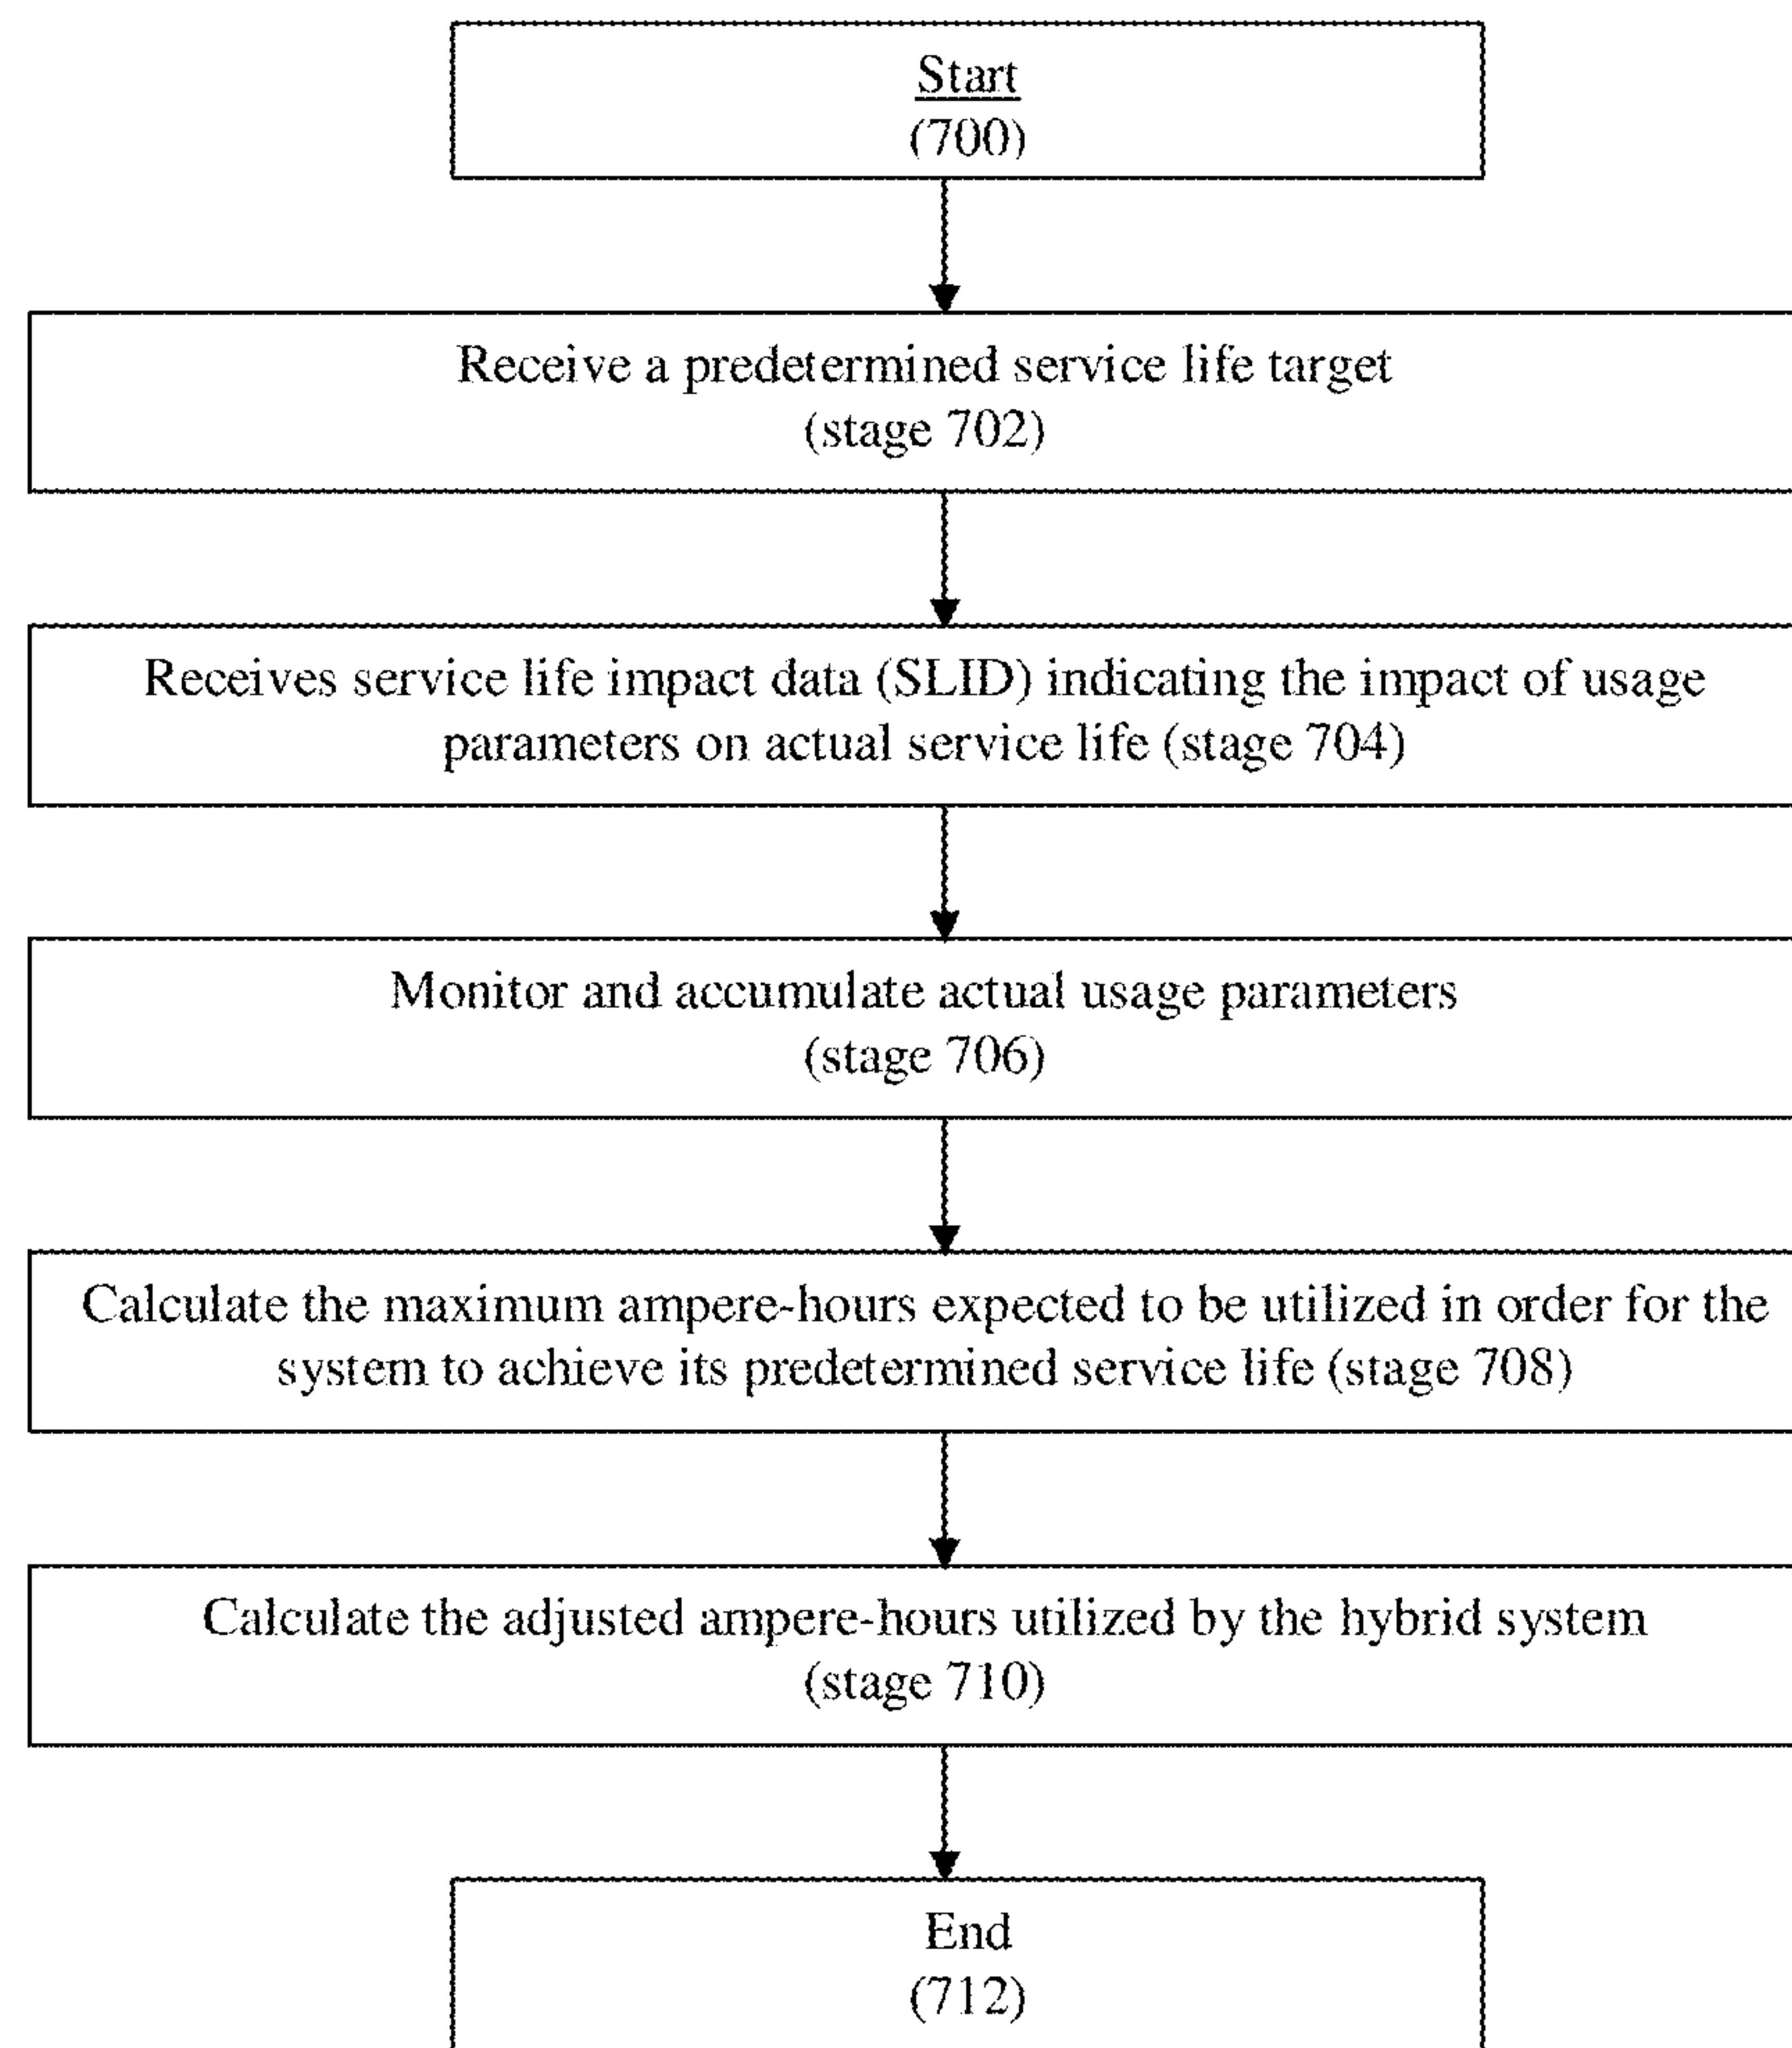 Start
(700)
Receive a predetermined service life target
(stage 702)
Receives service life impact data (SLID) indicating the impact of usage
parameters on actual service life (stage 704)
Monitor and accumulate actual usage parameters
(stage 706)
Calculate the maximum ampere-hours expected to be utilized in order for the
system to achieve its predetermined service life (stage 708)
Calculate the adjusted ampere-hours utilized by the hybrid system
(stage 710)
End
(712)